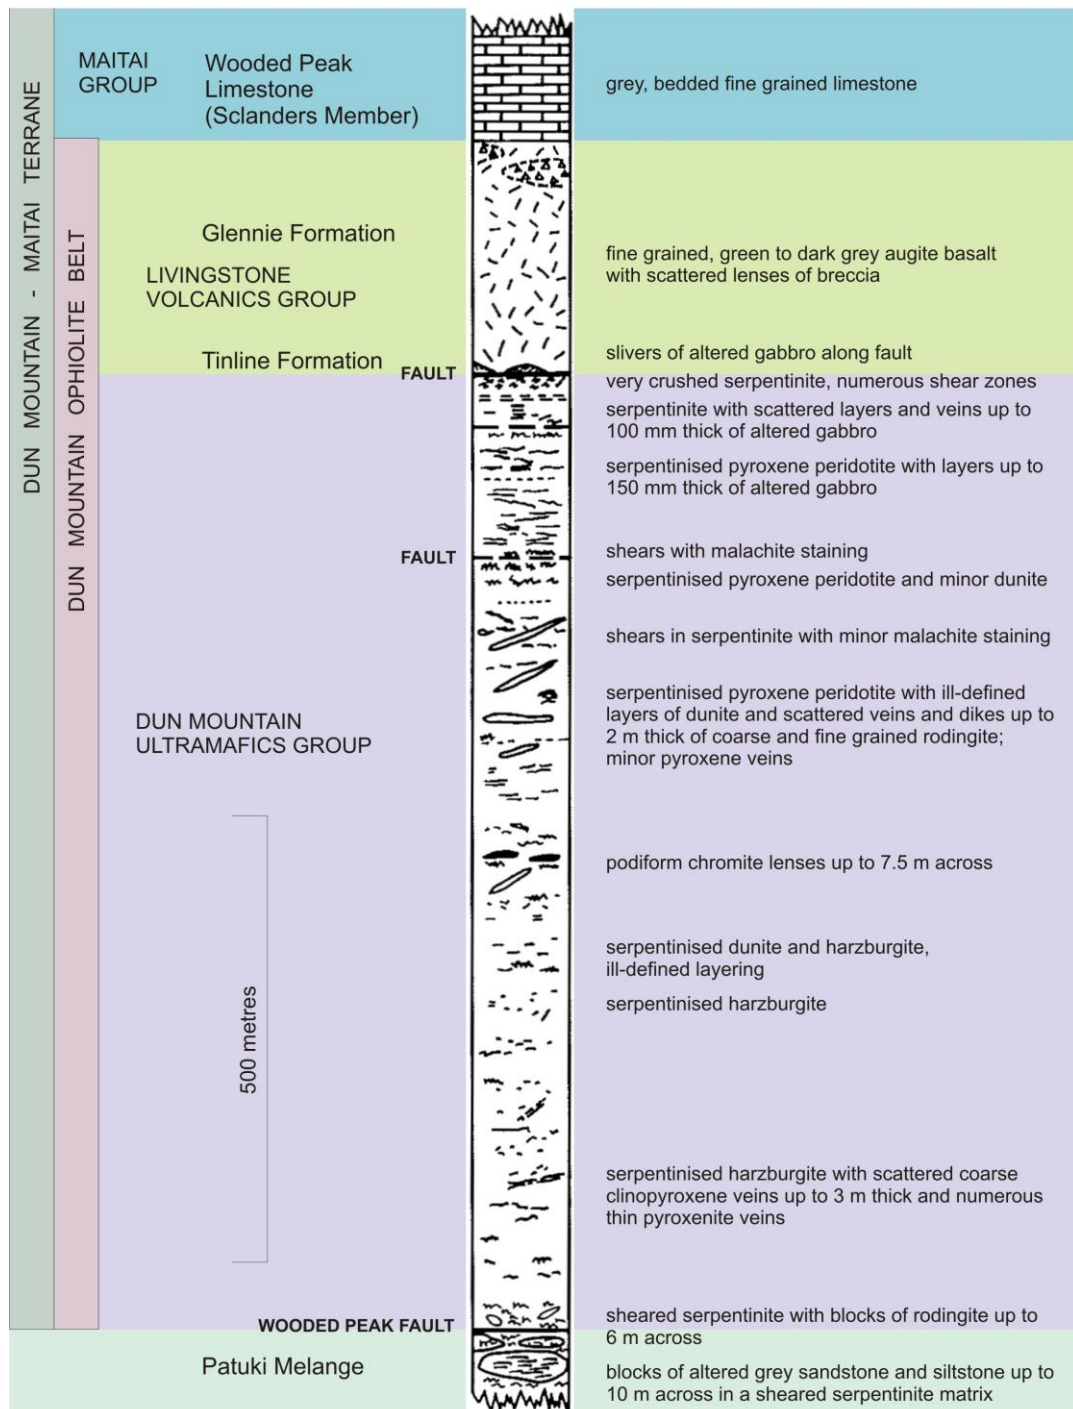 DUN MOUNTAIN - MAITAI TERRANE
DUN MOUNTAIN OPHIOLITE BELT
MAITAI
GROUP
Wooded Peak
Limestone
(Sclanders Member)
grey, bedded fine grained limestone
Glennie Formation
LIVINGSTONE
VOLCANICS GROUP
fine grained, green to dark grey augite basalt
with scattered lenses of breccia
Tinline Formation
slivers of altered gabbro along fault
FAULT
very crushed serpentinite, numerous shear zones
serpentinite with scattered layers and veins up to
100 mm thick of altered gabbro
serpentinised pyroxene peridotite with layers up to
150 mm thick of altered gabbro
FAULT
shears with malachite staining
serpentinised pyroxene peridotite and minor dunite
shears in serpentinite with minor malachite staining
DUN MOUNTAIN
ULTRAMAFICS GROUP
serpentinised pyroxene peridotite with ill-defined
layers of dunite and scattered veins and dikes up to
2 m thick of coarse and fine grained rodingite;
minor pyroxene veins
podiform chromite lenses up to 7.5 m across
serpentinised dunite and harzburgite,
ill-defined layering
serpentinised harzburgite
500 metres
serpentinised harzburgite with scattered coarse
clinopyroxene veins up to 3 m thick and numerous
thin pyroxenite veins
WOODED PEAK FAULT
sheared serpentinite with blocks of rodingite up to
6 m across
Patuki Melange
blocks of altered grey sandstone and siltstone up to
10 m across in a sheared serpentinite matrix